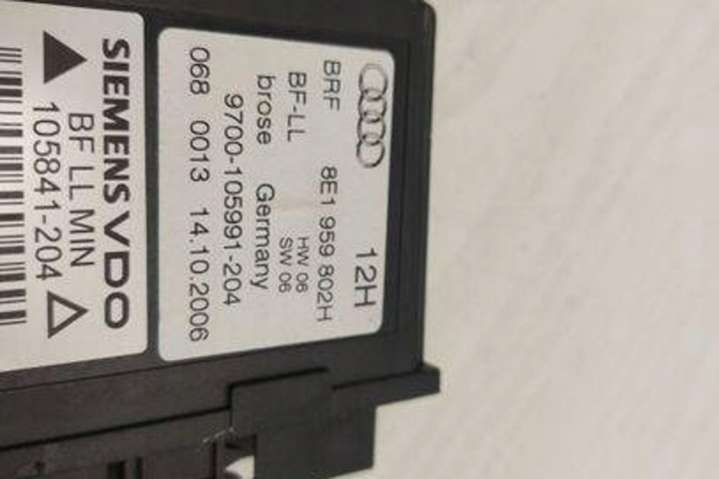 12H
BRF 8E1 959 802H
HW 06
BF-LL SW 06
brose Germany
9700-105991-204
068 0013 14.10.2006
SIEMENS VDO
BF LL MIN
105841-204